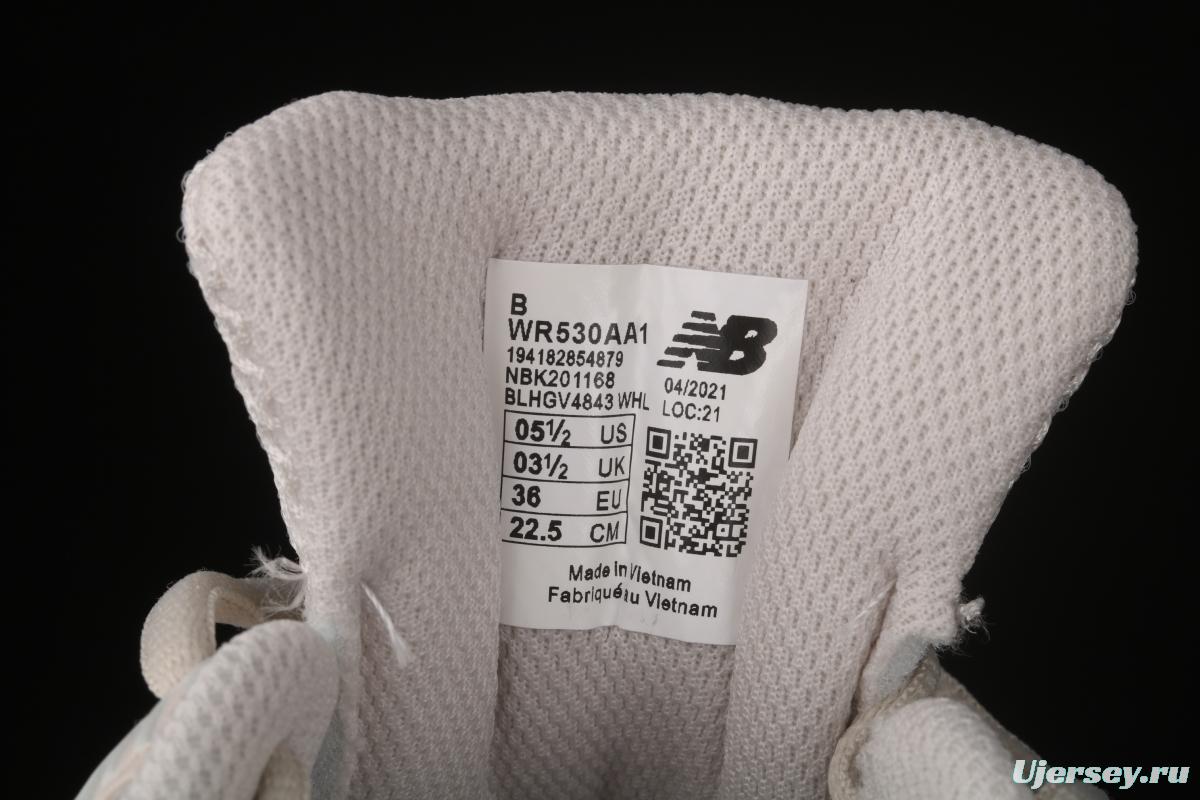 B
WR530AA1
194182854879
NBK201168
BLHGV4843 WHL
NB
04/2021
LOC:21
05½ US
03½ UK
36 EU
22.5 CM
Made In Vietnam
Fabriqué au Vietnam
Ujersey.ru